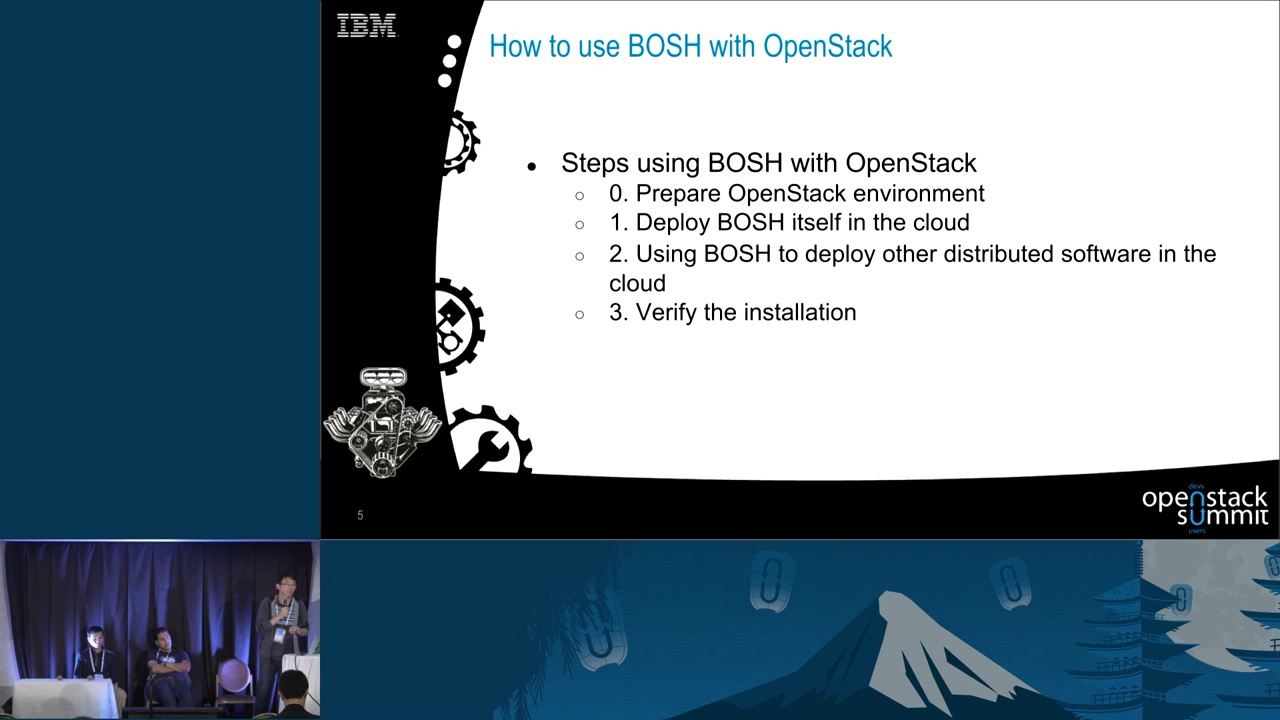 IBM
How to use BOSH with OpenStack
● Steps using BOSH with OpenStack
○ 0. Prepare OpenStack environment
○ 1. Deploy BOSH itself in the cloud
○ 2. Using BOSH to deploy other distributed software in the
cloud
○ 3. Verify the installation
5
devs
openstack
summit
users